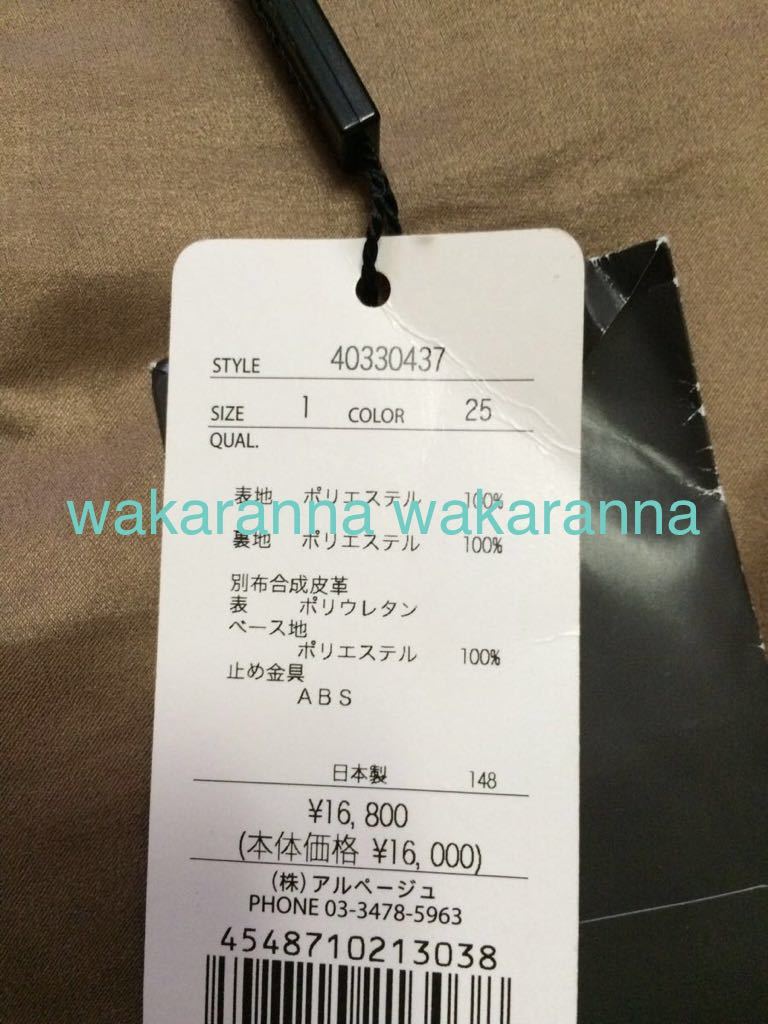 STYLE 40330437
SIZE 1 COLOR 25
QUAL.
表地 ポリエステル 100%
wakaranna wakaranna
裏地 ポリエステル 100%
別布合成皮革
表 ポリウレタン
ベース地
ポリエステル 100%
止め金具
ABS
日本製 148
¥16,800
(本体価格 ¥16,000)
(株)アルページュ
PHONE 03-3478-5963
4548710213038